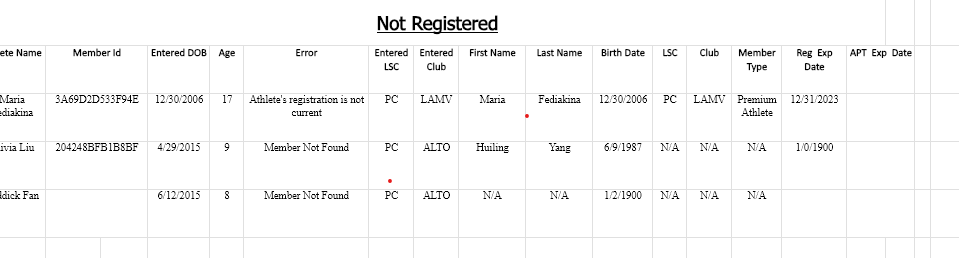 Not Registered
ete Name Member Id Entered DOB Age Error Entered LSC Entered Club First Name Last Name Birth Date LSC Club Member Type Reg Exp Date APT Exp Date
Maria ediakina 3A69D2D533F94E 12/30/2006 17 Athlete's registration is not current PC LAMV Maria Fediakina 12/30/2006 PC LAMV Premium Athlete 12/31/2023
ivia Liu 204248BFB1B8BF 4/29/2015 9 Member Not Found PC ALTO Huiling Yang 6/9/1987 N/A N/A N/A 1/0/1900
ldick Fan 6/12/2015 8 Member Not Found PC ALTO N/A N/A 1/2/1900 N/A N/A N/A